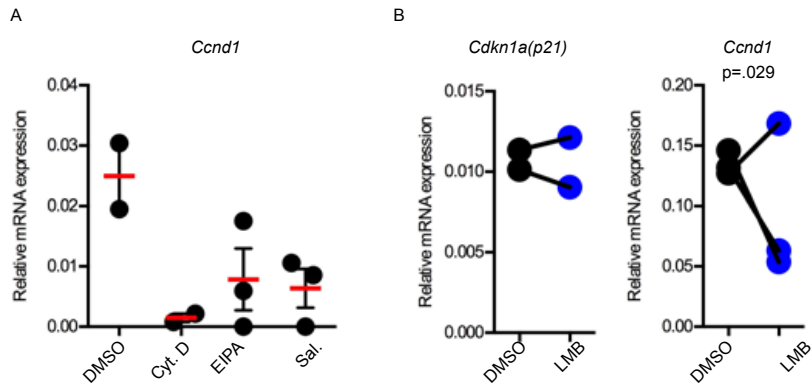 A
Ccnd1
Relative mRNA expression
0.04
0.03
0.02
0.01
0.00
DMSO
Cyt. D
EIPA
Sal.
B
Cdkn1a(p21)
Relative mRNA expression
0.015
0.010
0.005
0.000
DMSO
LMB
Ccnd1
p=.029
Relative mRNA expression
0.20
0.15
0.10
0.05
0.00
DMSO
LMB